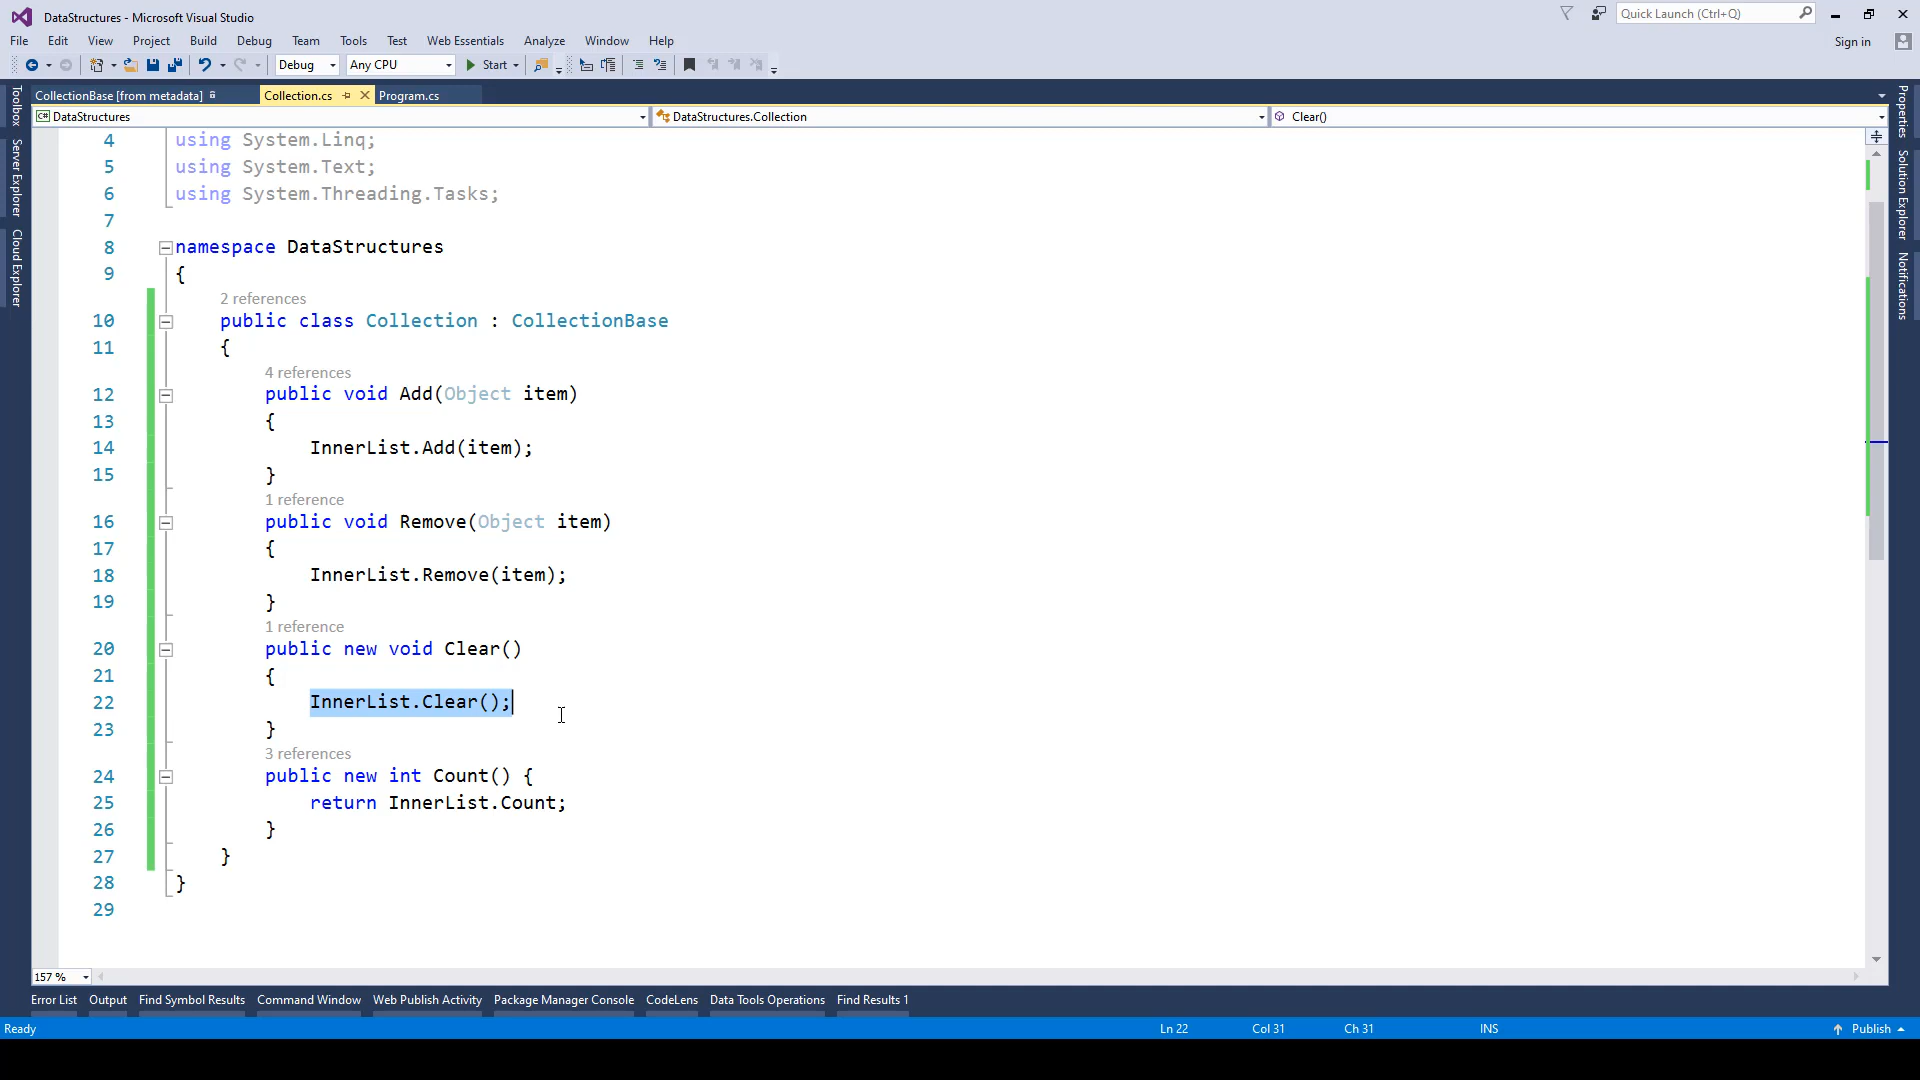 DataStructures - Microsoft Visual Studio
Quick Launch (Ctrl+Q)
File Edit View Project Build Debug Team Tools Test Web Essentials Analyze Window Help
Sign in
Debug Any CPU Start
CollectionBase [from metadata] Collection.cs Program.cs
DataStructures DataStructures.Collection Clear()
Toolbox
Server Explorer
Cloud Explorer
4 using System.Linq;
5 using System.Text;
6 using System.Threading.Tasks;
7
8 namespace DataStructures
9 {
2 references
10 public class Collection : CollectionBase
11 {
4 references
12 public void Add(Object item)
13 {
14 InnerList.Add(item);
15 }
1 reference
16 public void Remove(Object item)
17 {
18 InnerList.Remove(item);
19 }
1 reference
20 public new void Clear()
21 {
22 InnerList.Clear();
23 }
3 references
24 public new int Count() {
25 return InnerList.Count;
26 }
27 }
28 }
29
Properties
Solution Explorer
Notifications
157 %
Error List Output Find Symbol Results Command Window Web Publish Activity Package Manager Console CodeLens Data Tools Operations Find Results 1
Ready Ln 22 Col 31 Ch 31 INS Publish